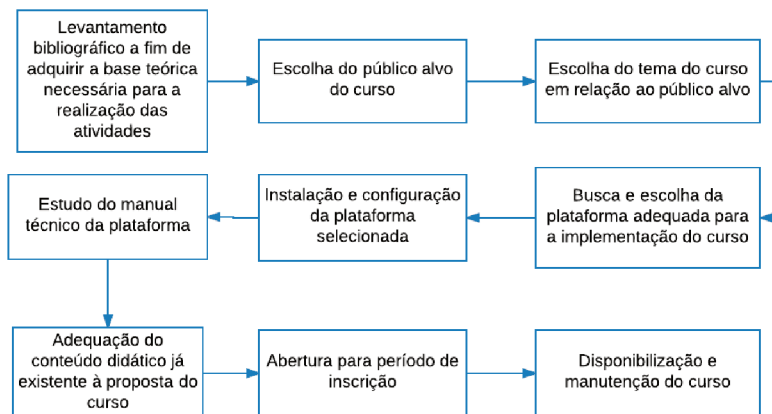 Levantamento
bibliográfico a fim de
adquirir a base teórica
necessária para a
realização das
atividades
Escolha do público alvo
do curso
Escolha do tema do curso
em relação ao público alvo
Busca e escolha da
plataforma adequada para
a implementação do curso
Instalação e configuração
da plataforma
selecionada
Estudo do manual
técnico da plataforma
Adequação do
conteúdo didático já
existente à proposta do
curso
Abertura para período de
inscrição
Disponibilização e
manutenção do curso